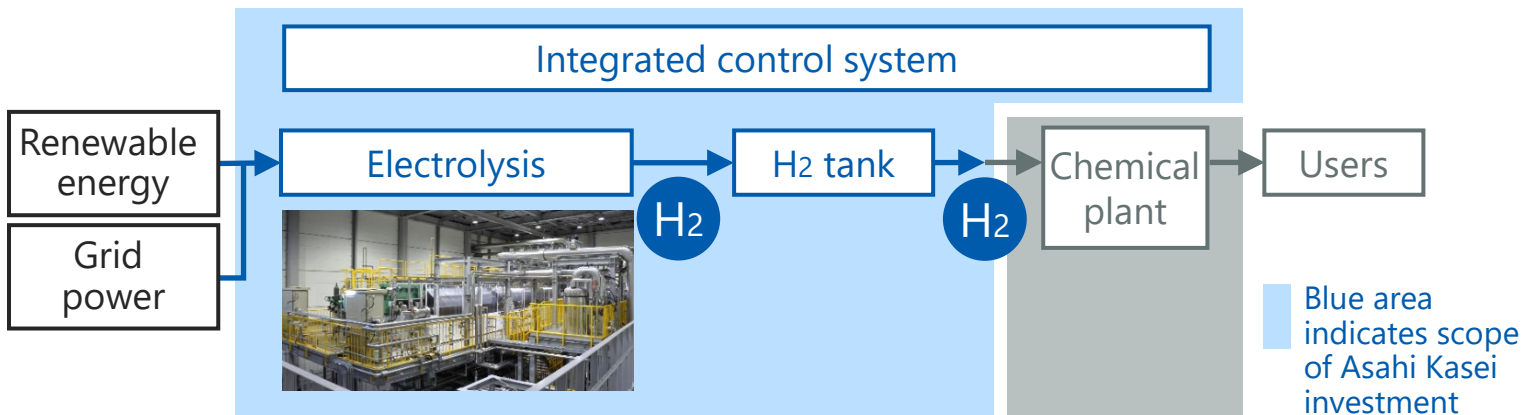 Integrated control system
Renewable
energy
Grid
power
Electrolysis
H2
H2 tank
H2
Chemical
plant
Users
Blue area
indicates scope
of Asahi Kasei
investment